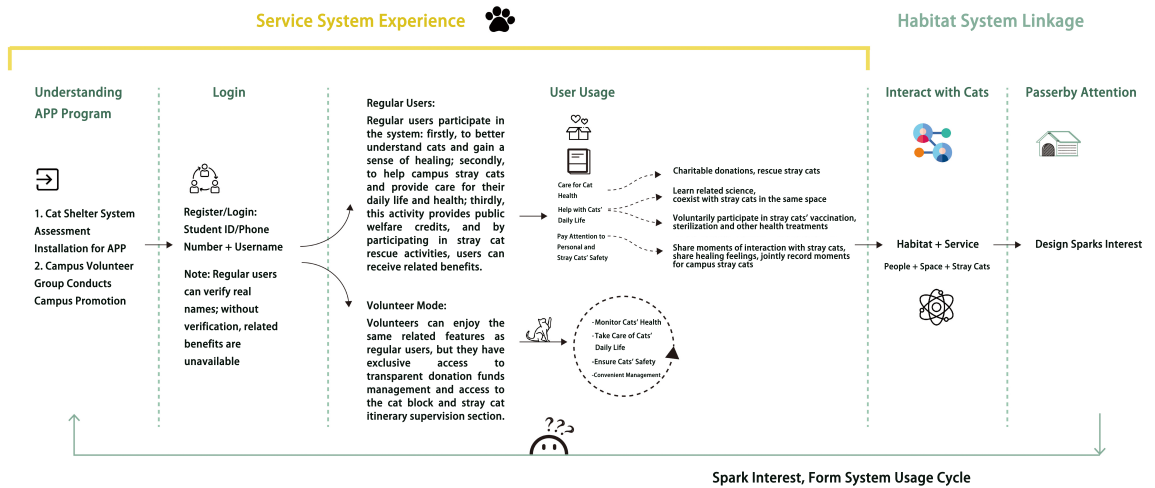 Service System Experience
Habitat System Linkage
Understanding
APP Program
Login
User Usage
Interact with Cats
Passerby Attention
1. Cat Shelter System
Assessment
Installation for APP
2. Campus Volunteer
Group Conducts
Campus Promotion
Register/Login:
Student ID/Phone
Number + Username
Note: Regular users
can verify real
names; without
verification, related
benefits are
unavailable
Regular Users:
Regular users participate in
the system: firstly, to better
understand cats and gain a
sense of healing; secondly,
to help campus stray cats
and provide care for their
daily life and health; thirdly,
this activity provides public
welfare credits, and by
participating in stray cat
rescue activities, users can
receive related benefits.
Volunteer Mode:
Volunteers can enjoy the
same related features as
regular users, but they have
exclusive access to
transparent donation funds
management and access to
the cat block and stray cat
itinerary supervision section.
Care for Cat
Health
Help with Cats'
Daily Life
Pay Attention to
Personal and
Stray Cats' Safety
Charitable donations, rescue stray cats
Learn related science,
coexist with stray cats in the same space
Voluntarily participate in stray cats' vaccination,
sterilization and other health treatments
Share moments of interaction with stray cats,
share healing feelings, jointly record moments
for campus stray cats
-Monitor Cats' Health
-Take Care of Cats'
Daily Life
-Ensure Cats' Safety
-Convenient Management
Habitat + Service
People + Space + Stray Cats
Design Sparks Interest
???
Spark Interest, Form System Usage Cycle